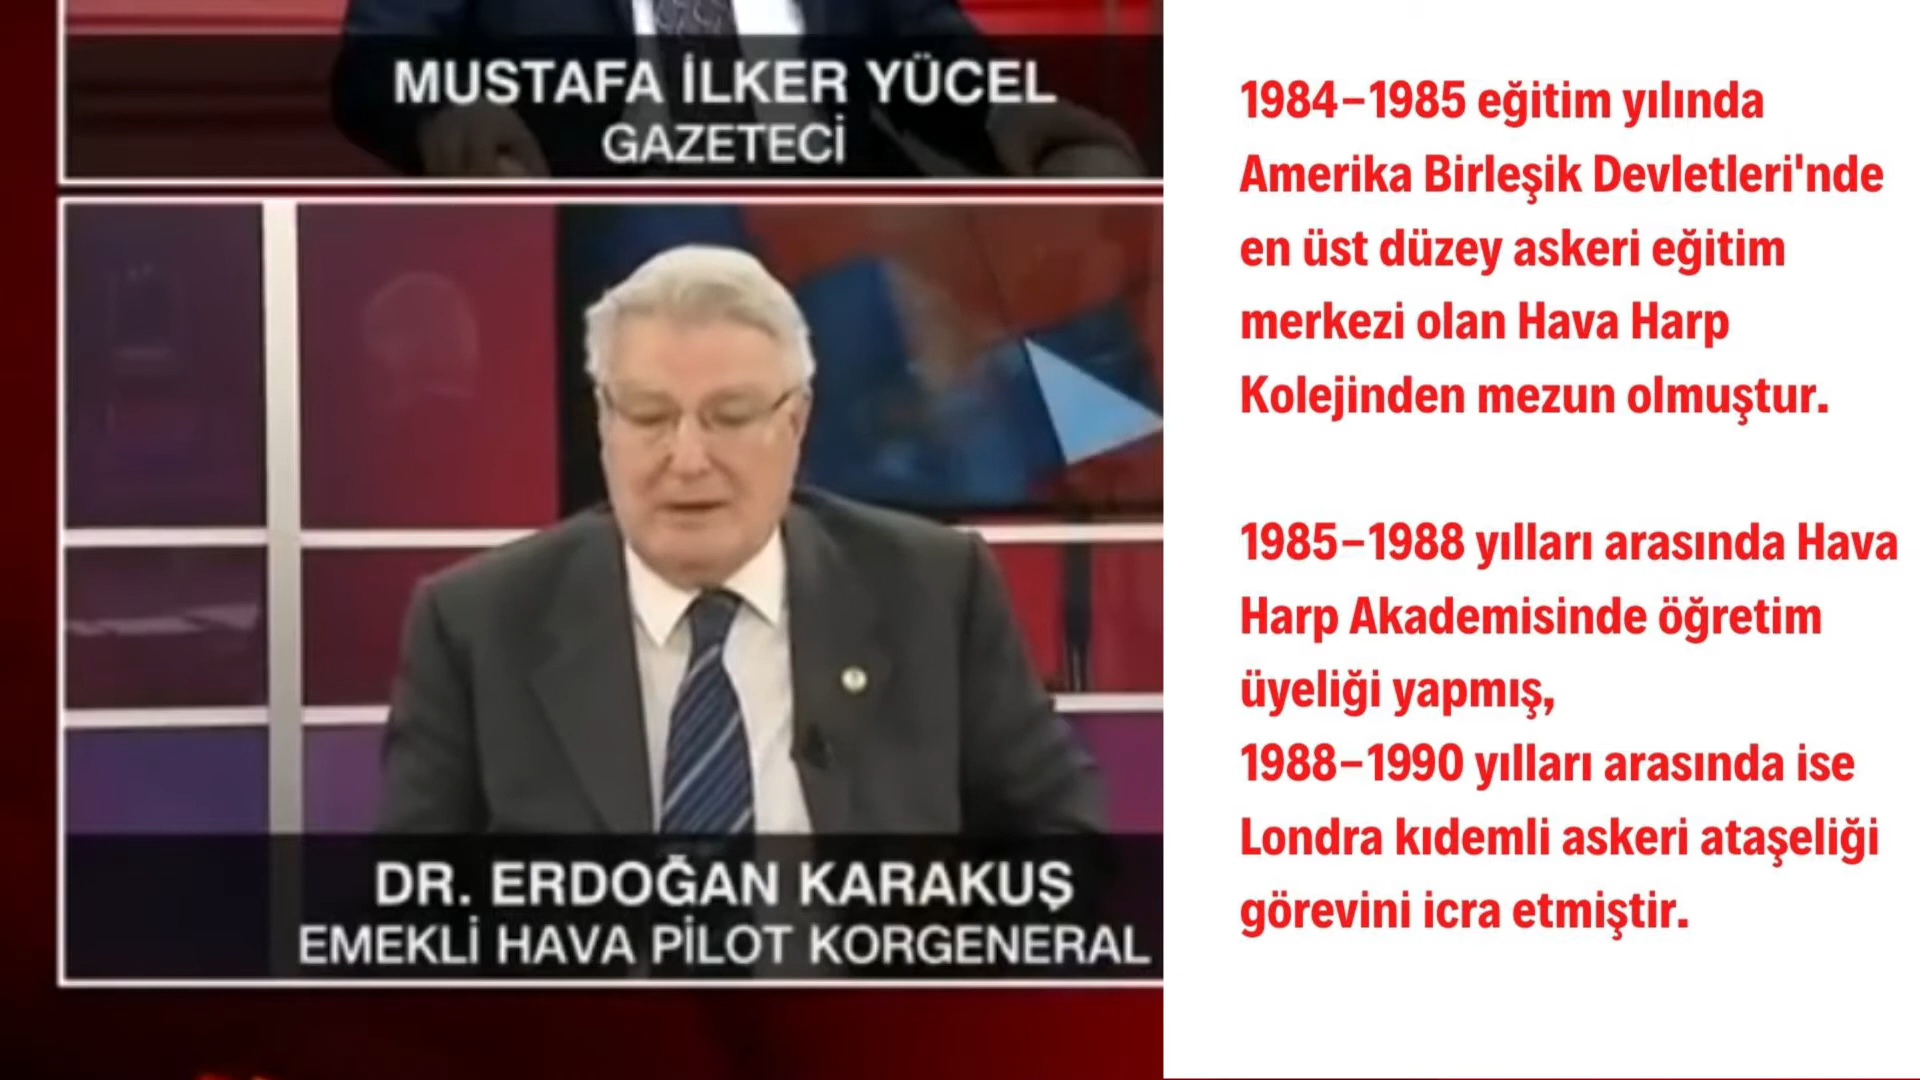 MUSTAFA İLKER YÜCEL
GAZETECİ
DR. ERDOĞAN KARAKUŞ
EMEKLİ HAVA PİLOT KORGENERAL
1984–1985 eğitim yılında
Amerika Birleşik Devletleri'nde
en üst düzey askeri eğitim
merkezi olan Hava Harp
Kolejinden mezun olmuştur.
1985–1988 yılları arasında Hava
Harp Akademisinde öğretim
üyeliği yapmış,
1988–1990 yılları arasında ise
Londra kıdemli askeri ataşeliği
görevini icra etmiştir.